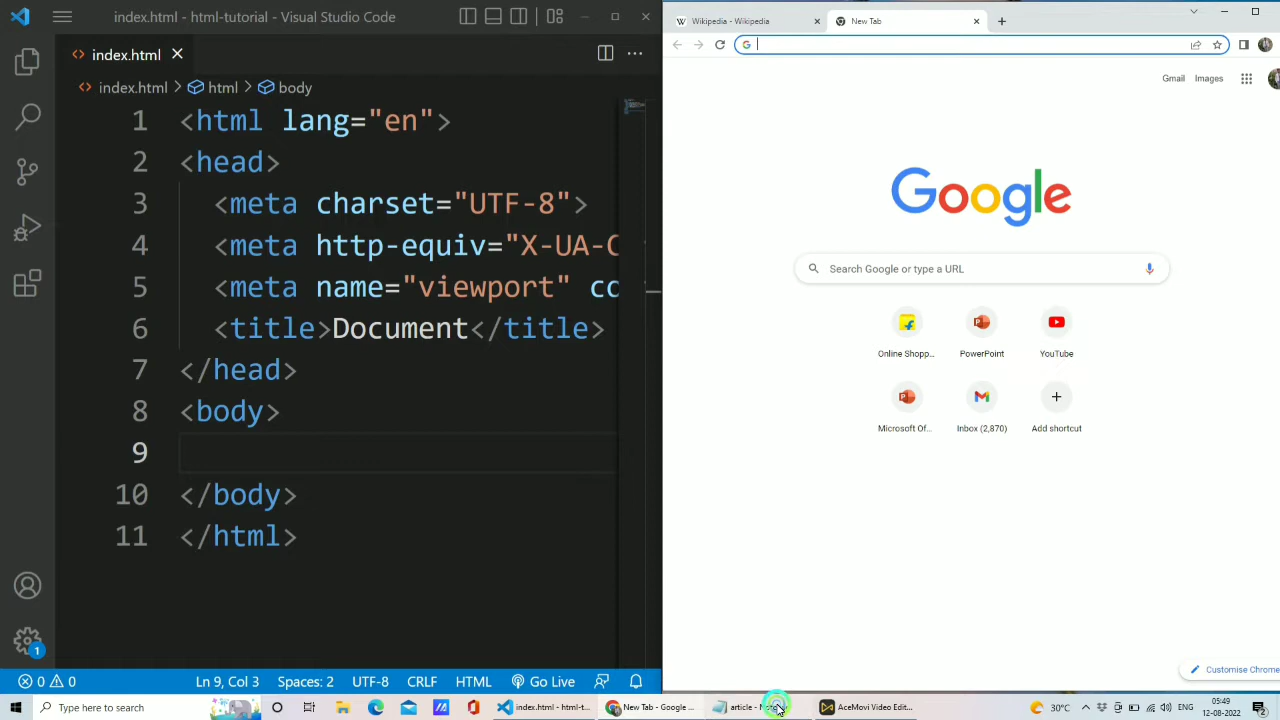 index.html - html-tutorial - Visual Studio Code
index.html
index.html > html > body
1 <html lang="en">
2 <head>
3 <meta charset="UTF-8">
4 <meta http-equiv="X-UA-C
5 <meta name="viewport" co
6 <title>Document</title>
7 </head>
8 <body>
9
10 </body>
11 </html>
1
0 0 Ln 9, Col 3 Spaces: 2 UTF-8 CRLF HTML Go Live
Wikipedia - Wikipedia New Tab
Gmail Images
Google
Search Google or type a URL
Online Shopp... PowerPoint YouTube
Microsoft Of... Inbox (2,870) Add shortcut
Customise Chrome
Type here to search index.html - html-t... New Tab - Google ... article - AceMovi Video Edit... 30°C ENG 05:49
12-08-2022 2